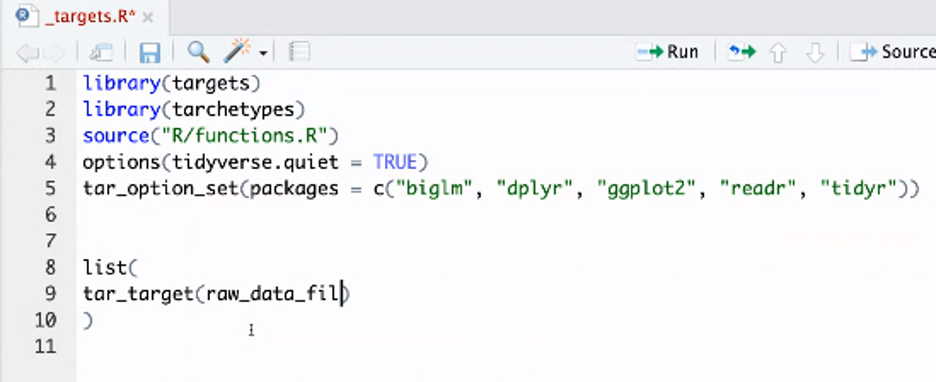 _targets.R*
Run
Source
1 library(targets)
2 library(tarchetypes)
3 source("R/functions.R")
4 options(tidyverse.quiet = TRUE)
5 tar_option_set(packages = c("biglm", "dplyr", "ggplot2", "readr", "tidyr"))
6
7
8 list(
9 tar_target(raw_data_fil)
10 )
11